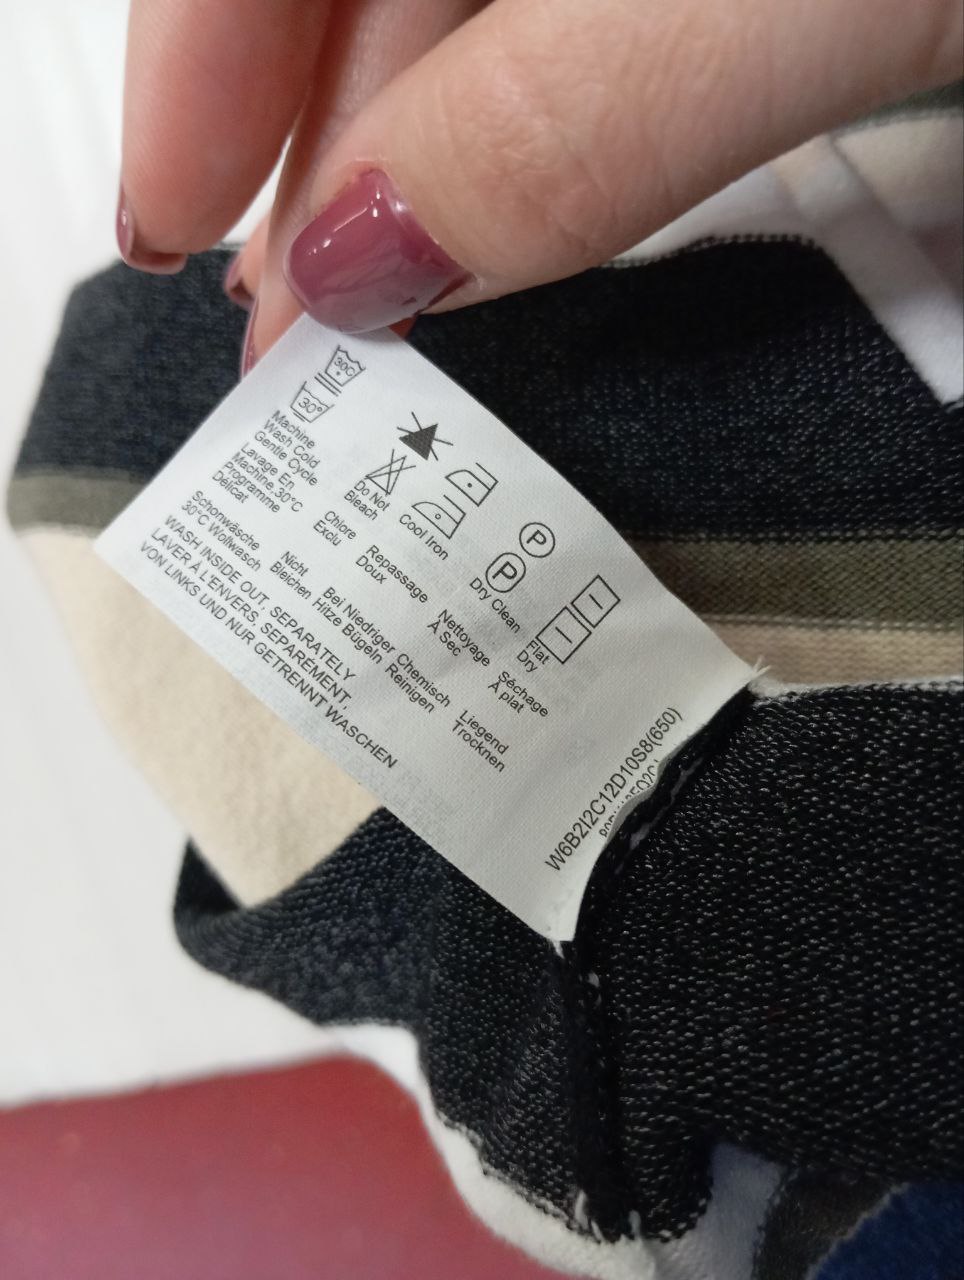 30C
30°
Machine
Wash Cold
Gentle Cycle
Lavage En
Machine.30°C
Programme
Délicat
Schonwäsche
30°C Wollwasch
Do Not
Bleach
Chlore
Exclu
Nicht
Bleichen
Cool Iron
Repassage
Doux
Bei Niedriger
Hitze Bügeln
P
P
Dry Clean
Nettoyage
À Sec
Chemisch
Reinigen
Flat
Dry
Séchage
À plat
Liegend
Trocknen
WASH INSIDE OUT, SEPARATELY
LAVER À L'ENVERS, SEPARÉMENT,
VON LINKS UND NUR GETRENNT WASCHEN
W6B2I2C12D10S8(650)